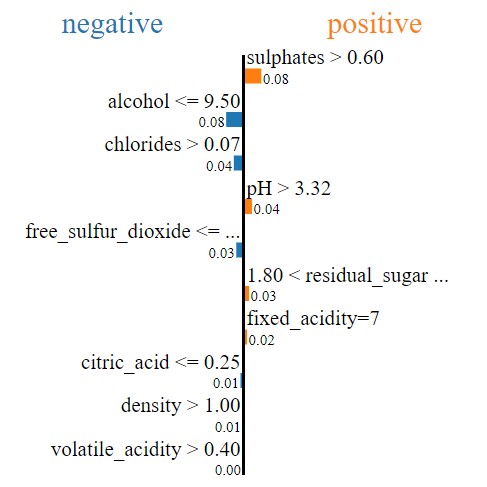 negative positive
sulphates > 0.60
0.08
alcohol <= 9.50
0.08
chlorides > 0.07
0.04
pH > 3.32
0.04
free_sulfur_dioxide <= ...
0.03
1.80 < residual_sugar ...
0.03
fixed_acidity=7
0.02
citric_acid <= 0.25
0.01
density > 1.00
0.01
volatile_acidity > 0.40
0.00